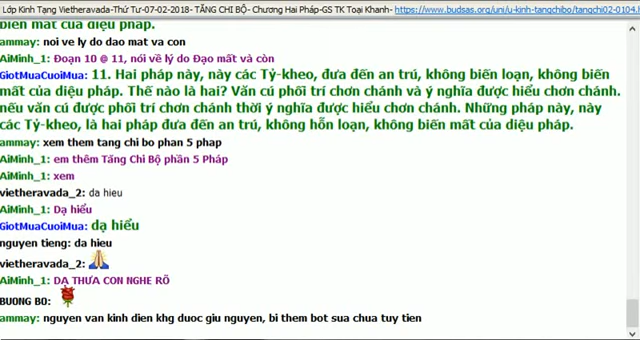 Lớp Kinh Tạng Vietheravada-Thứ Tư-07-02-2018- TĂNG CHI BỘ- Chương Hai Pháp-GS TK Toại Khanh- https://www.budsas.org/uni/u-kinh-tangchibo/tangchi02-0104.h
biến mất của diệu pháp.
ammay: noi ve ly do dao mat va con
AiMinh_1: Đoạn 10 @ 11, nói về lý do Đạo mất và còn
GiotMuaCuoiMua: 11. Hai pháp này, này các Tỷ-kheo, đưa đến an trú, không biến loạn, không biến
mất của diệu pháp. Thế nào là hai? Văn cú phối trí chơn chánh và ý nghĩa được hiểu chơn chánh.
nếu văn cú được phối trí chơn chánh thời ý nghĩa được hiểu chơn chánh. Những pháp này, này
các Tỷ-kheo, là hai pháp đưa đến an trú, không hỗn loạn, không biến mất của diệu pháp.
ammay: xem them tang chi bo phan 5 phap
AiMinh_1: em thêm Tăng Chi Bộ phần 5 Pháp
AiMinh_1: xem
vietheravada_2: da hieu
AiMinh_1: Dạ hiểu
GiotMuaCuoiMua: dạ hiểu
nguyen tieng: da hieu
vietheravada_2:
AiMinh_1: DẠ THƯA CON NGHE RÕ
BUONG BO:
ammay: nguyen van kinh dien khg duoc giu nguyen, bi them bot sua chua tuy tien